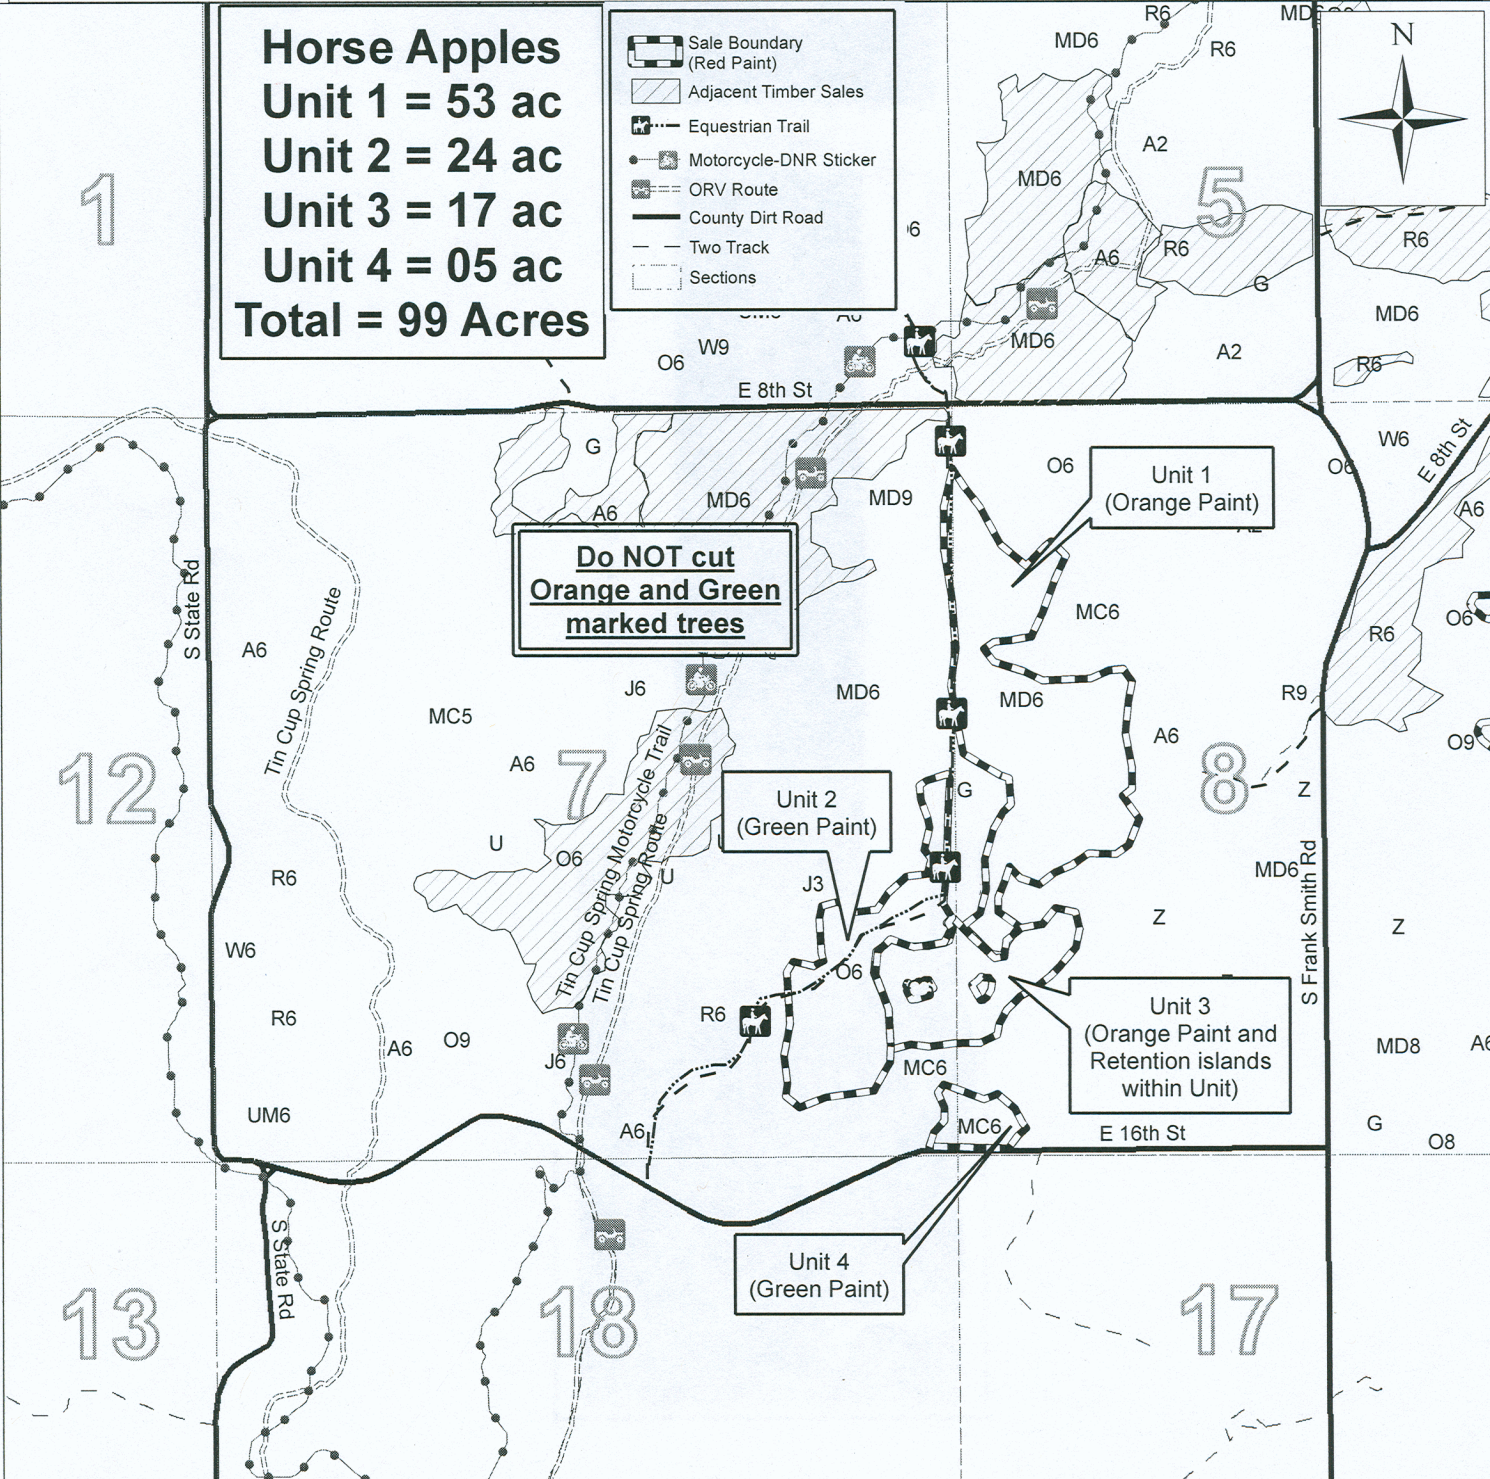 Horse Apples
Unit 1 = 53 ac
Unit 2 = 24 ac
Unit 3 = 17 ac
Unit 4 = 05 ac
Total = 99 Acres
Sale Boundary
(Red Paint)
Adjacent Timber Sales
Equestrian Trail
Motorcycle-DNR Sticker
ORV Route
County Dirt Road
Two Track
Sections
N
R6
MD6
MD6
R6
A2
1
MD6
5
R6
A6
R6
G
MD6
MD6
A2
R6
W9
O6
E 8th St
G
MD6
A6
MD9
O6
Unit 1
(Orange Paint)
O6
W6
E 8th St
A6
Do NOT cut
Orange and Green
marked trees
S State Rd
Tin Cup Spring Route
A6
MC6
O6
R6
J6
MD6
MD6
R9
MC5
A6
A6
O9
12
7
8
Z
Tin Cup Spring Motorcycle Trail
Tin Cup Spring Route
Unit 2
(Green Paint)
G
U
O6
U
R6
J3
MD6
S Frank Smith Rd
Z
Z
W6
O6
R6
R6
A6
O9
J6
Unit 3
(Orange Paint and
Retention islands
within Unit)
MD8
A6
MC6
UM6
A6
MC6
E 16th St
G
O8
S State Rd
Unit 4
(Green Paint)
13
18
17